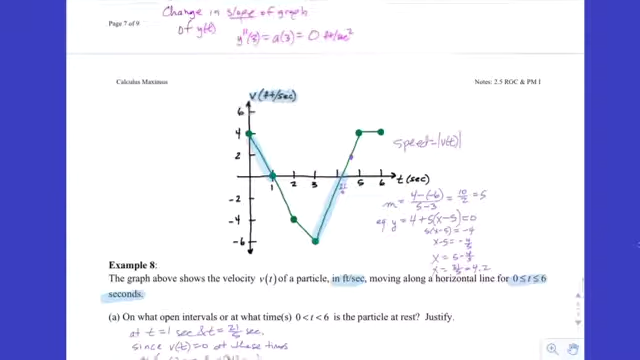 Change in slope of graph
of y(t)
y"(3) = a(3) = 0 ft/sec²
Page 7 of 9
Calculus Maximus
Notes: 2.5 ROC & PM I
v (ft/sec)
6
4
2
-2
-4
-6
1 2 3 21/5 5 6 t (sec)
speed = |v(t)|
m = (4-(-6))/(5-3) = 10/2 = 5
eq y = 4 + 5(x-5) = 0
5(x-5) = -4
x-5 = -4/5
x = 5 - 4/5
x = 21/5 = 4.2
Example 8:
The graph above shows the velocity v(t) of a particle, in ft/sec, moving along a horizontal line for 0 ≤ t ≤ 6
seconds.
(a) On what open intervals or at what time(s) 0 < t < 6 is the particle at rest? Justify.
at t = 1 sec & t = 21/5 sec,
since v(t) = 0 at these times